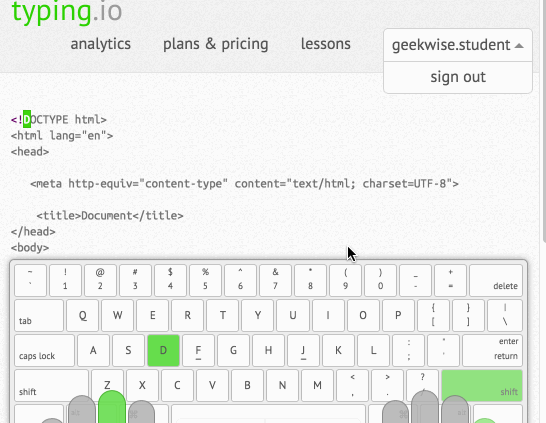 typing.io
analytics plans & pricing lessons geekwise.student
sign out
<!DOCTYPE html>
<html lang="en">
<head>
<meta http-equiv="content-type" content="text/html; charset=UTF-8">
<title>Document</title>
</head>
<body>
~ ! @ # $ % ^ & * ( ) _ +
` 1 2 3 4 5 6 7 8 9 0 - = delete
tab Q W E R T Y U I O P { [ } ] | \
caps lock A S D F G H J K L : ; " ' enter return
shift Z X C V B N M < , > . ? shift